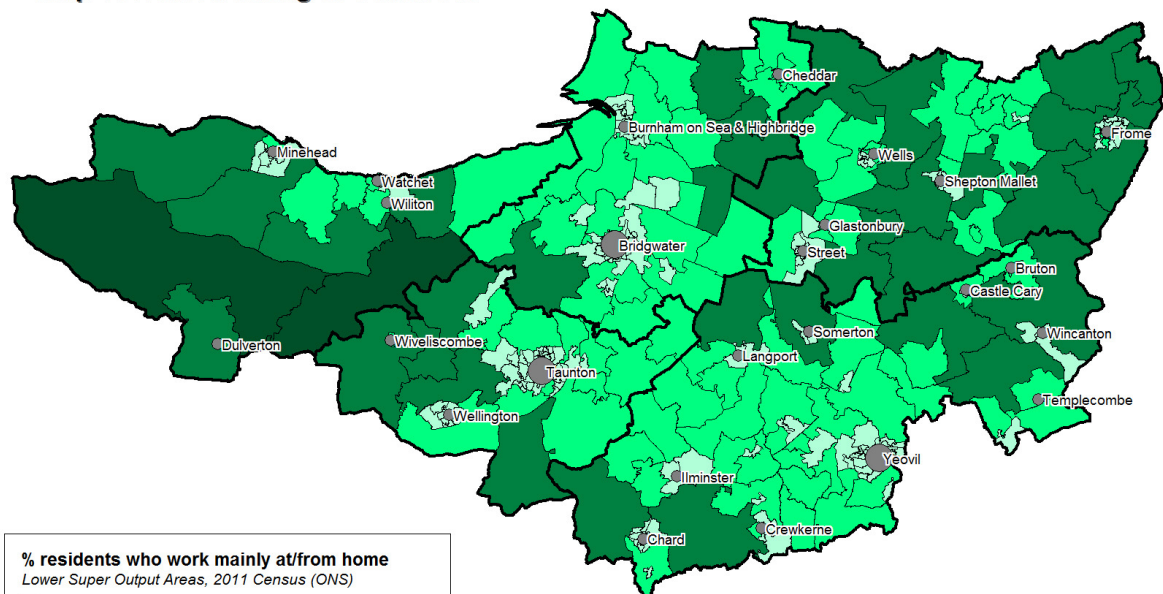 Cheddar
Burnham on Sea & Highbridge
Frome
Minehead
Wells
Watchet
Shepton Mallet
Wiliton
Glastonbury
Bridgwater
Street
Bruton
Castle Cary
Somerton
Wincanton
Dulverton
Wiveliscombe
Langport
Taunton
Templecombe
Wellington
Yeovil
Ilminster
Crewkerne
Chard
% residents who work mainly at/from home
Lower Super Output Areas, 2011 Census (ONS)